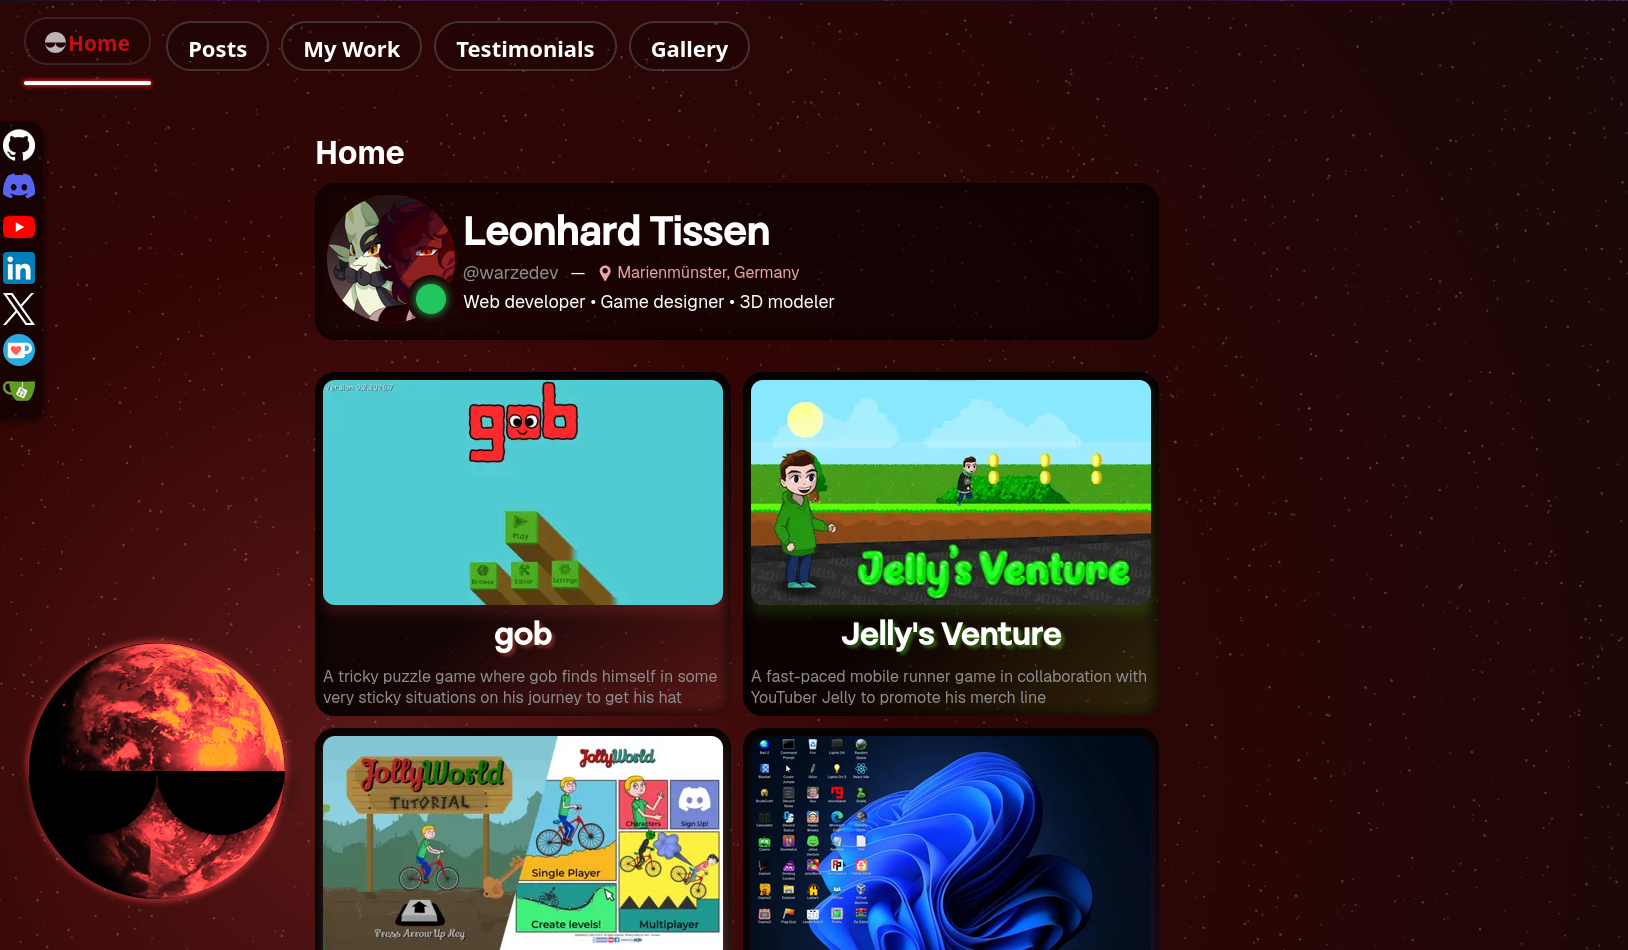 Home
Posts
My Work
Testimonials
Gallery
Home
Leonhard Tissen
@warzedev — Marienmünster, Germany
Web developer • Game designer • 3D modeler
gob
Play
Browse
Editor
Settings
gob
A tricky puzzle game where gob finds himself in some
very sticky situations on his journey to get his hat
Jelly's Venture
Jelly's Venture
A fast-paced mobile runner game in collaboration with
YouTuber Jelly to promote his merch line
JollyWorld
TUTORIAL
Press Arrow Up Key
JollyWorld
Characters
Sign Up!
Single Player
Create levels!
Multiplayer